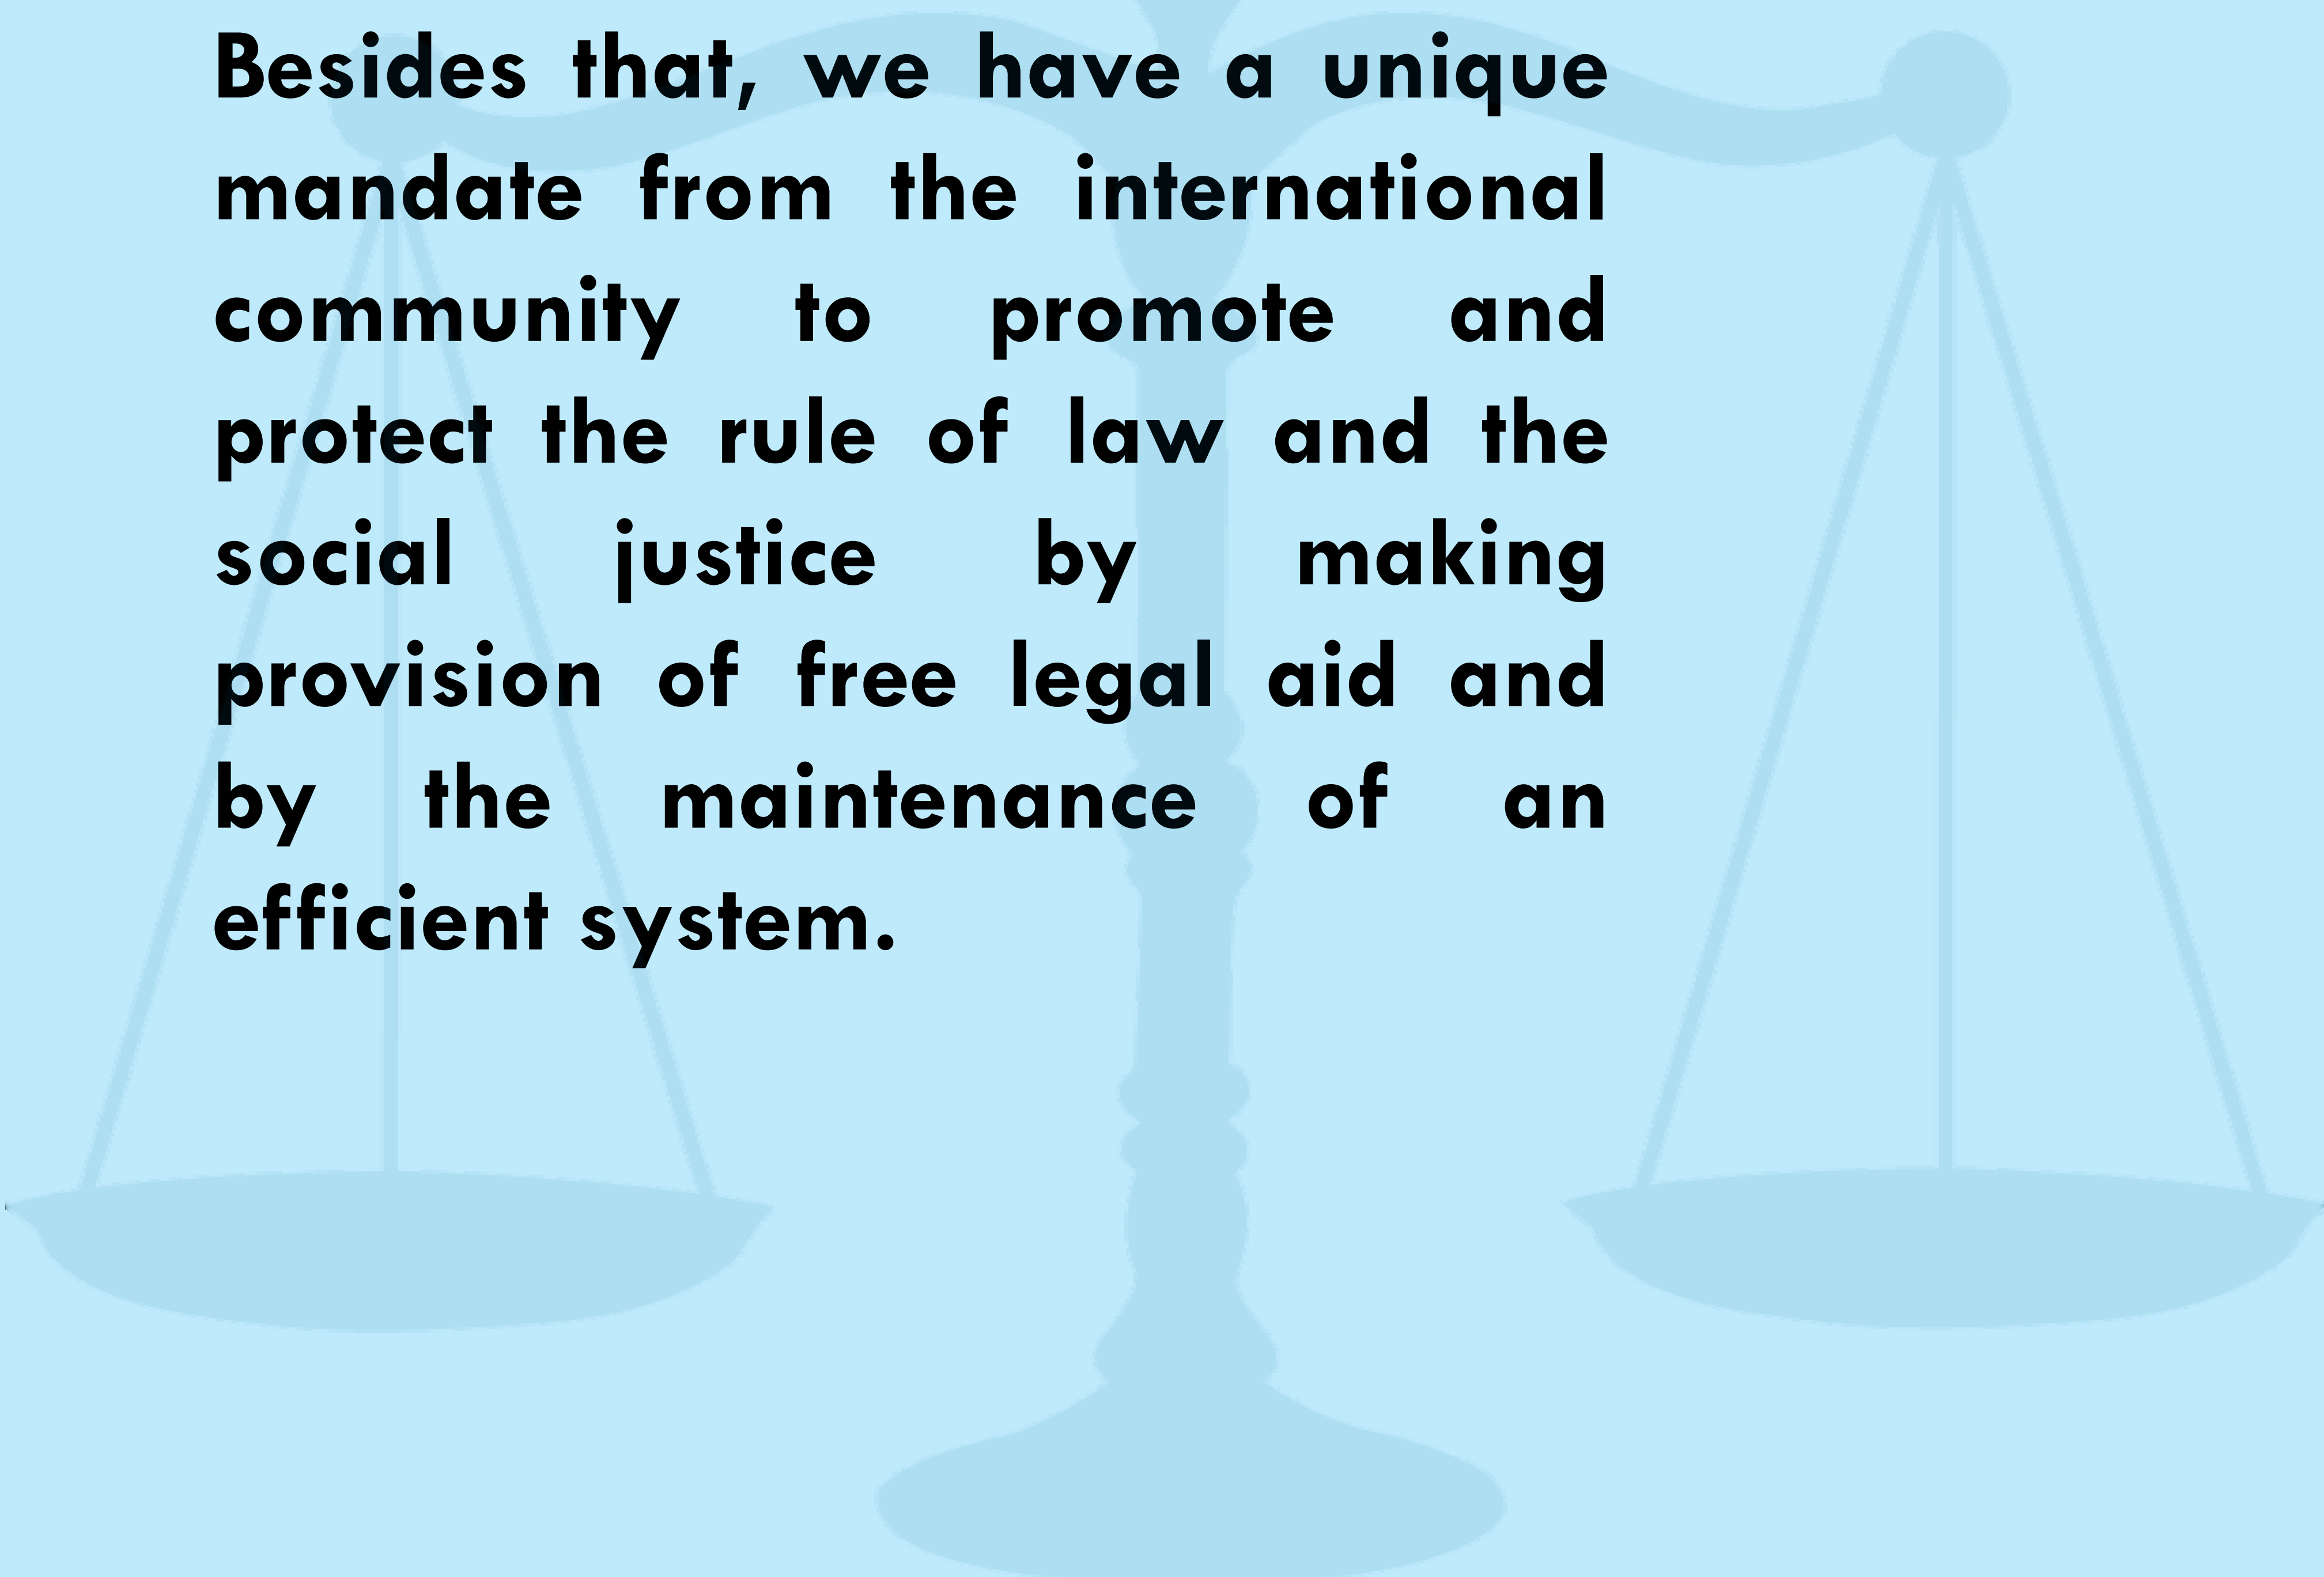 Besides that, we have a unique
mandate from the international
community to promote and
protect the rule of law and the
social justice by making
provision of free legal aid and
by the maintenance of an
efficient system.